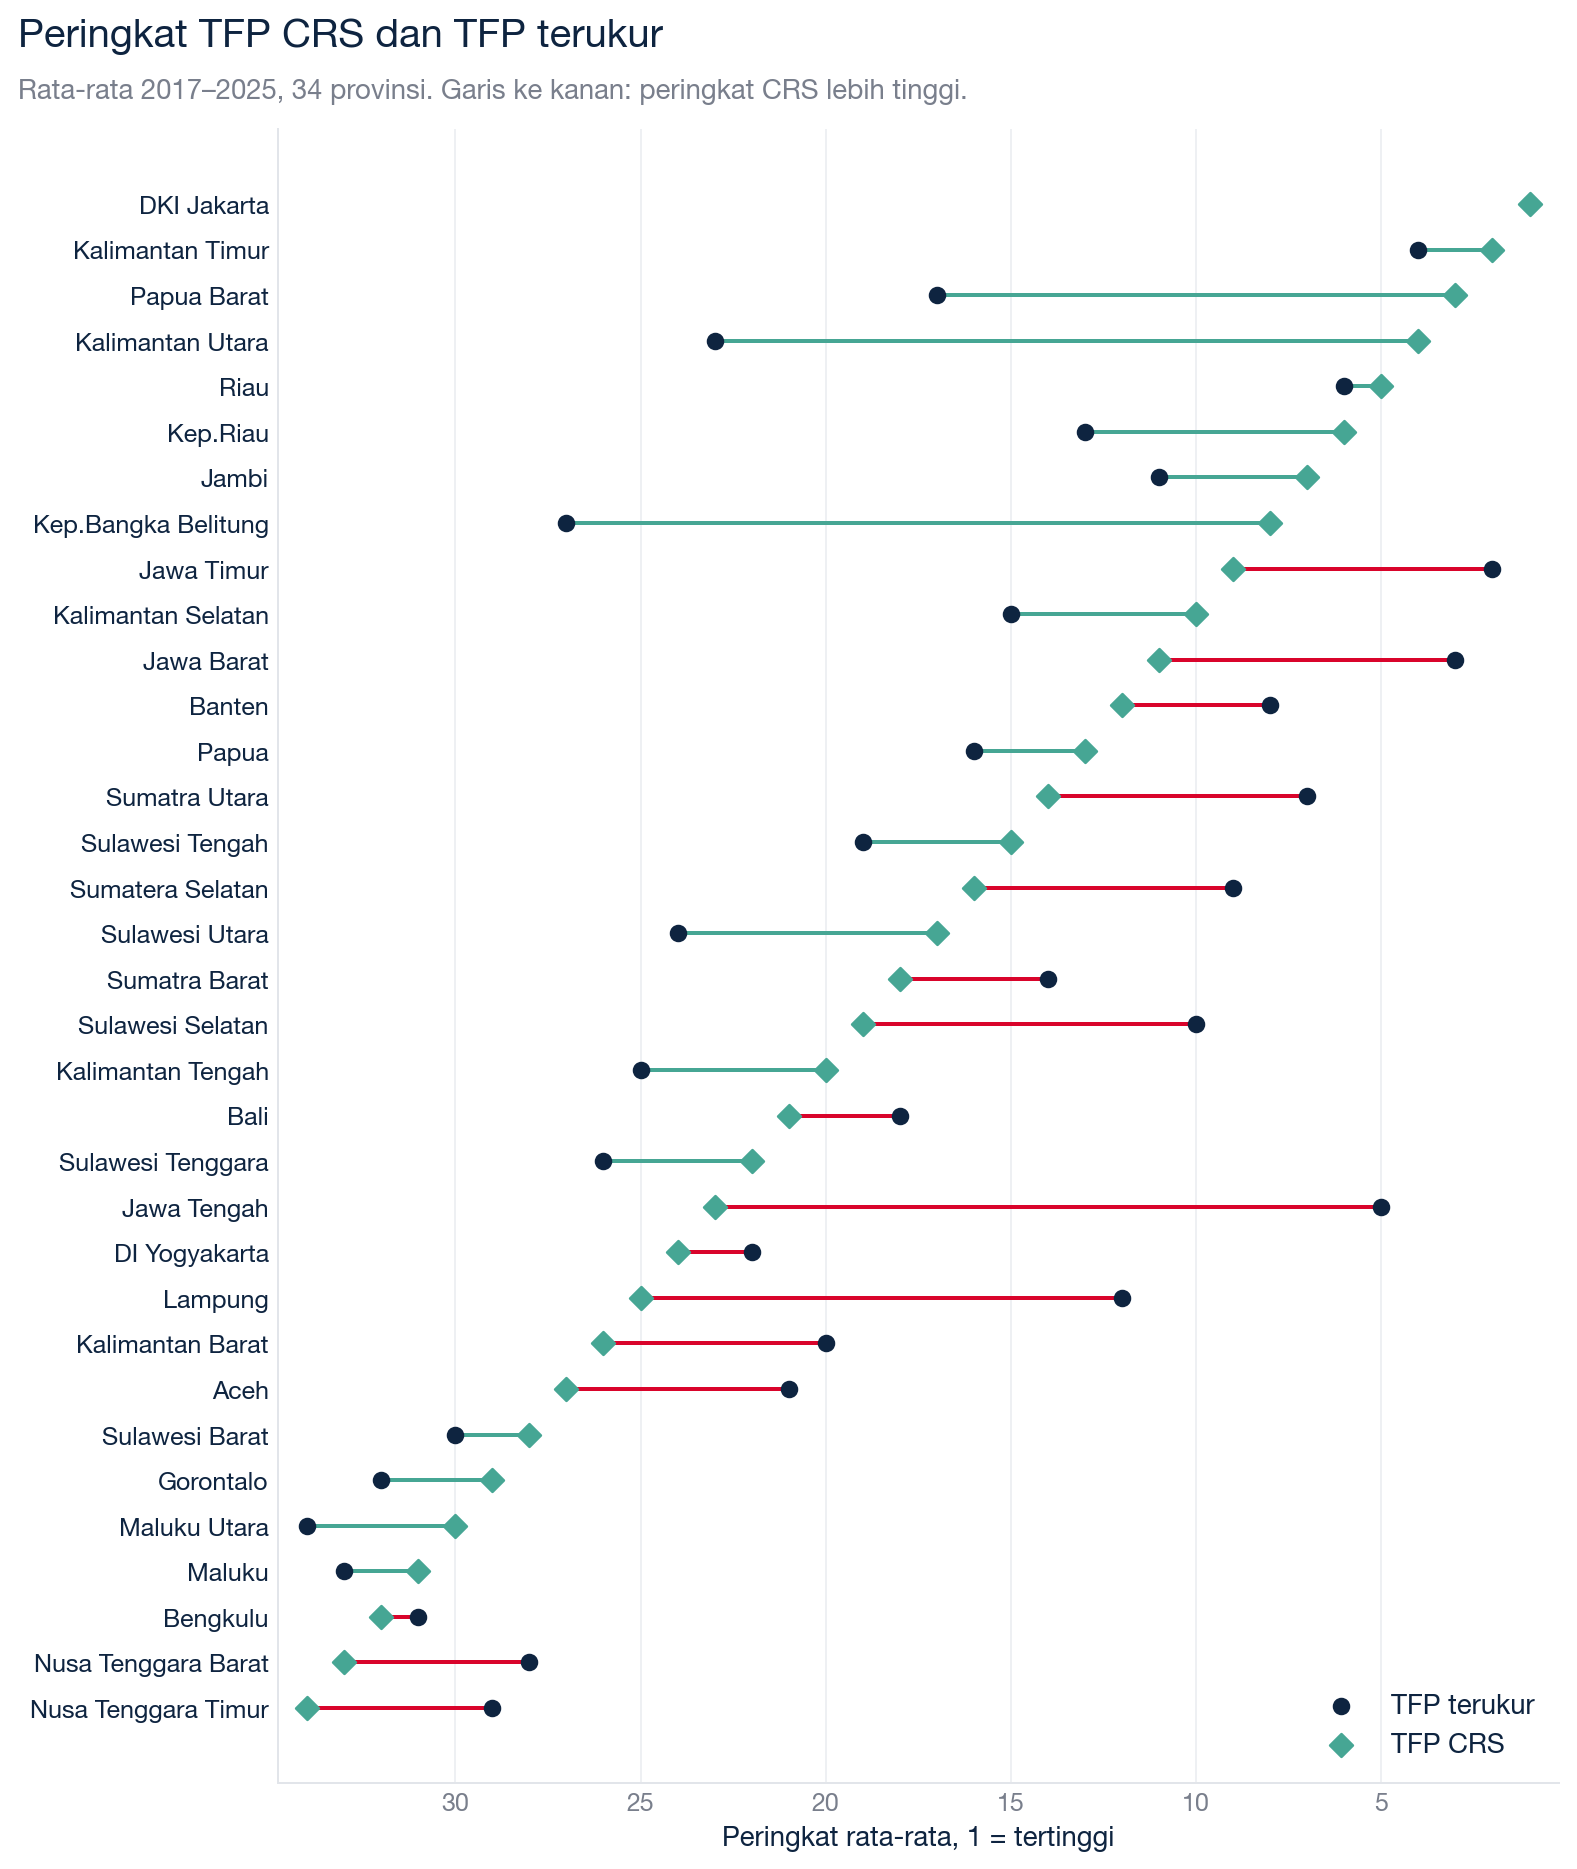 Peringkat TFP CRS dan TFP terukur
Rata-rata 2017–2025, 34 provinsi. Garis ke kanan: peringkat CRS lebih tinggi.
DKI Jakarta
Kalimantan Timur
Papua Barat
Kalimantan Utara
Riau
Kep.Riau
Jambi
Kep.Bangka Belitung
Jawa Timur
Kalimantan Selatan
Jawa Barat
Banten
Papua
Sumatra Utara
Sulawesi Tengah
Sumatera Selatan
Sulawesi Utara
Sumatra Barat
Sulawesi Selatan
Kalimantan Tengah
Bali
Sulawesi Tenggara
Jawa Tengah
DI Yogyakarta
Lampung
Kalimantan Barat
Aceh
Sulawesi Barat
Gorontalo
Maluku Utara
Maluku
Bengkulu
Nusa Tenggara Barat
Nusa Tenggara Timur
TFP terukur
TFP CRS
30 25 20 15 10 5
Peringkat rata-rata, 1 = tertinggi